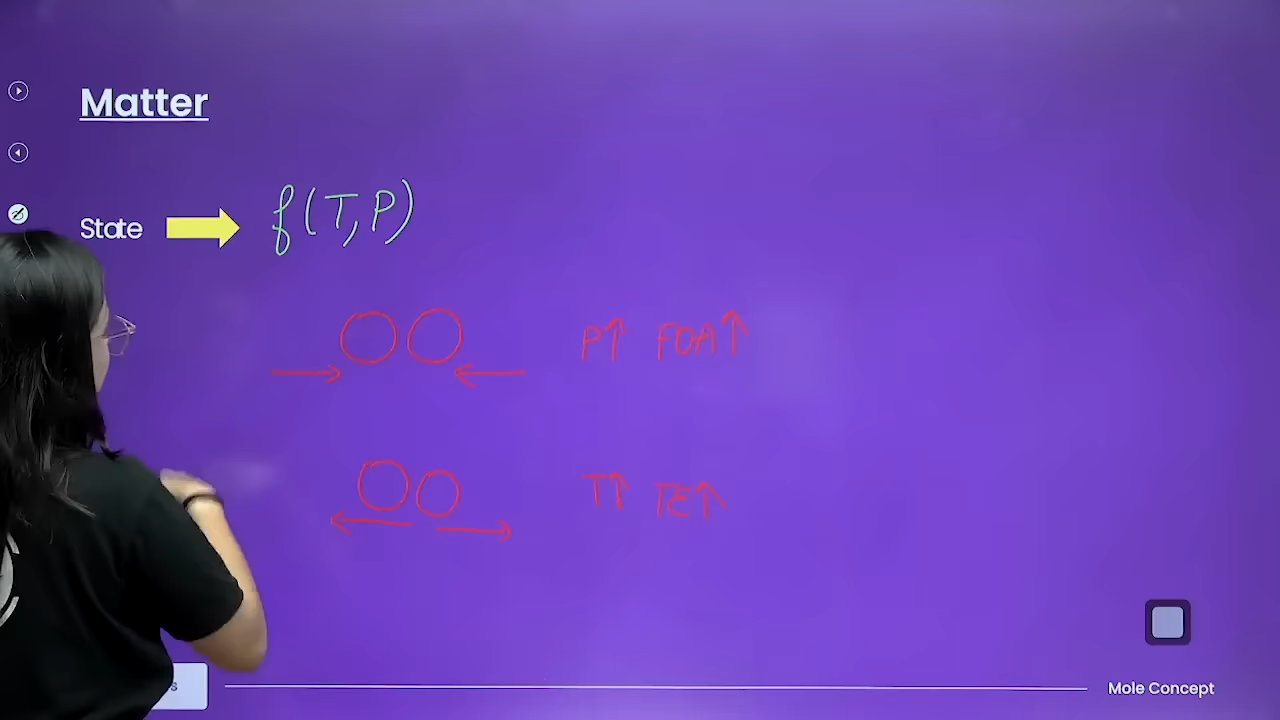 Matter
State f(T,P)
P↑ FOA↑
T↑ TE↑
Mole Concept